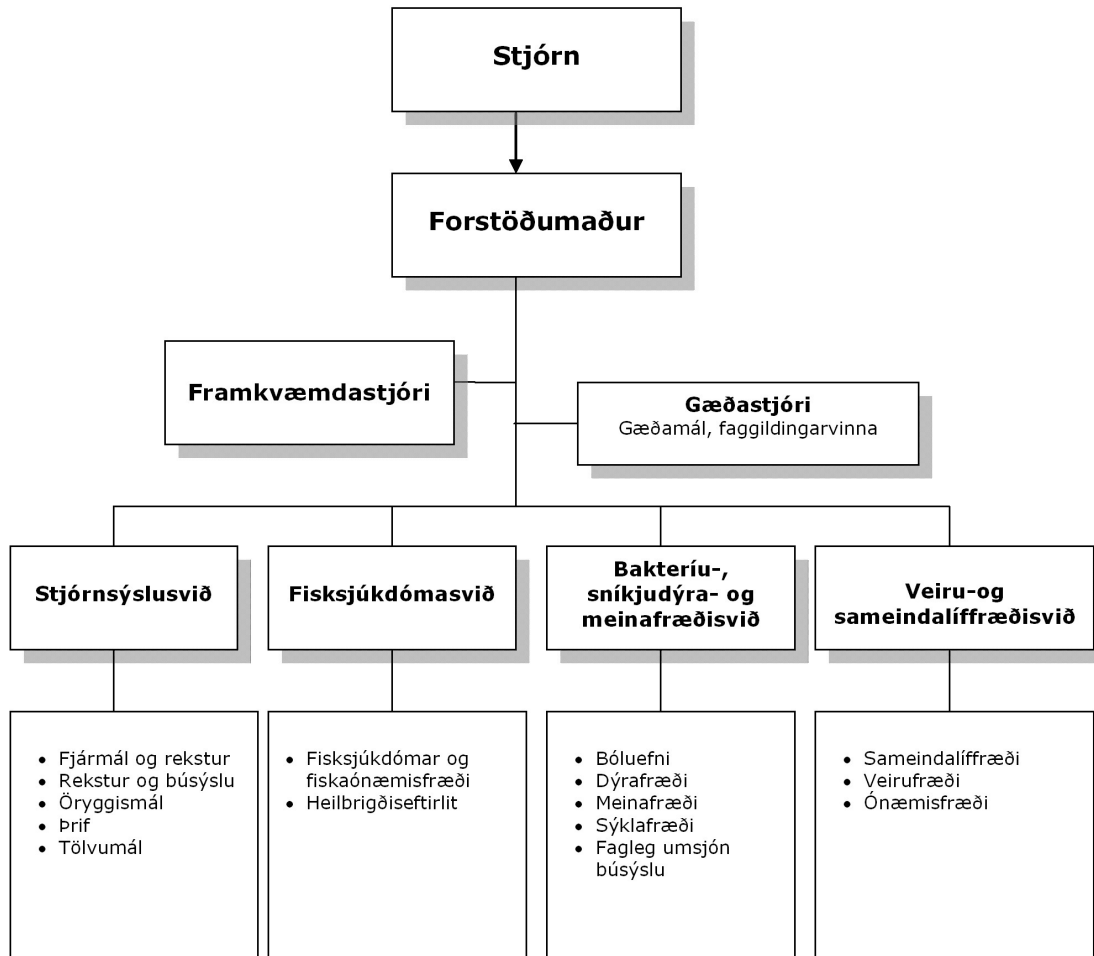 Stjórn
Forstöðumaður
Framkvæmdastjóri
Gæðastjóri
Gæðamál, faggildingarvinna
Stjórnsýslusvið
Fisksjúkdómasvið
Bakteríu-,
sníkjudýra- og
meinafræðisvið
Veiru-og
sameindalíffræðisvið
• Fjármál og rekstur
• Rekstur og búsýslu
• Öryggismál
• Þrif
• Tölvumál
• Fisksjúkdómar og
fiskaónæmisfræði
• Heilbrigðiseftirlit
• Bóluefni
• Dýrafræði
• Meinafræði
• Sýklafræði
• Fagleg umsjón
búsýslu
• Sameindalíffræði
• Veirufræði
• Ónæmisfræði